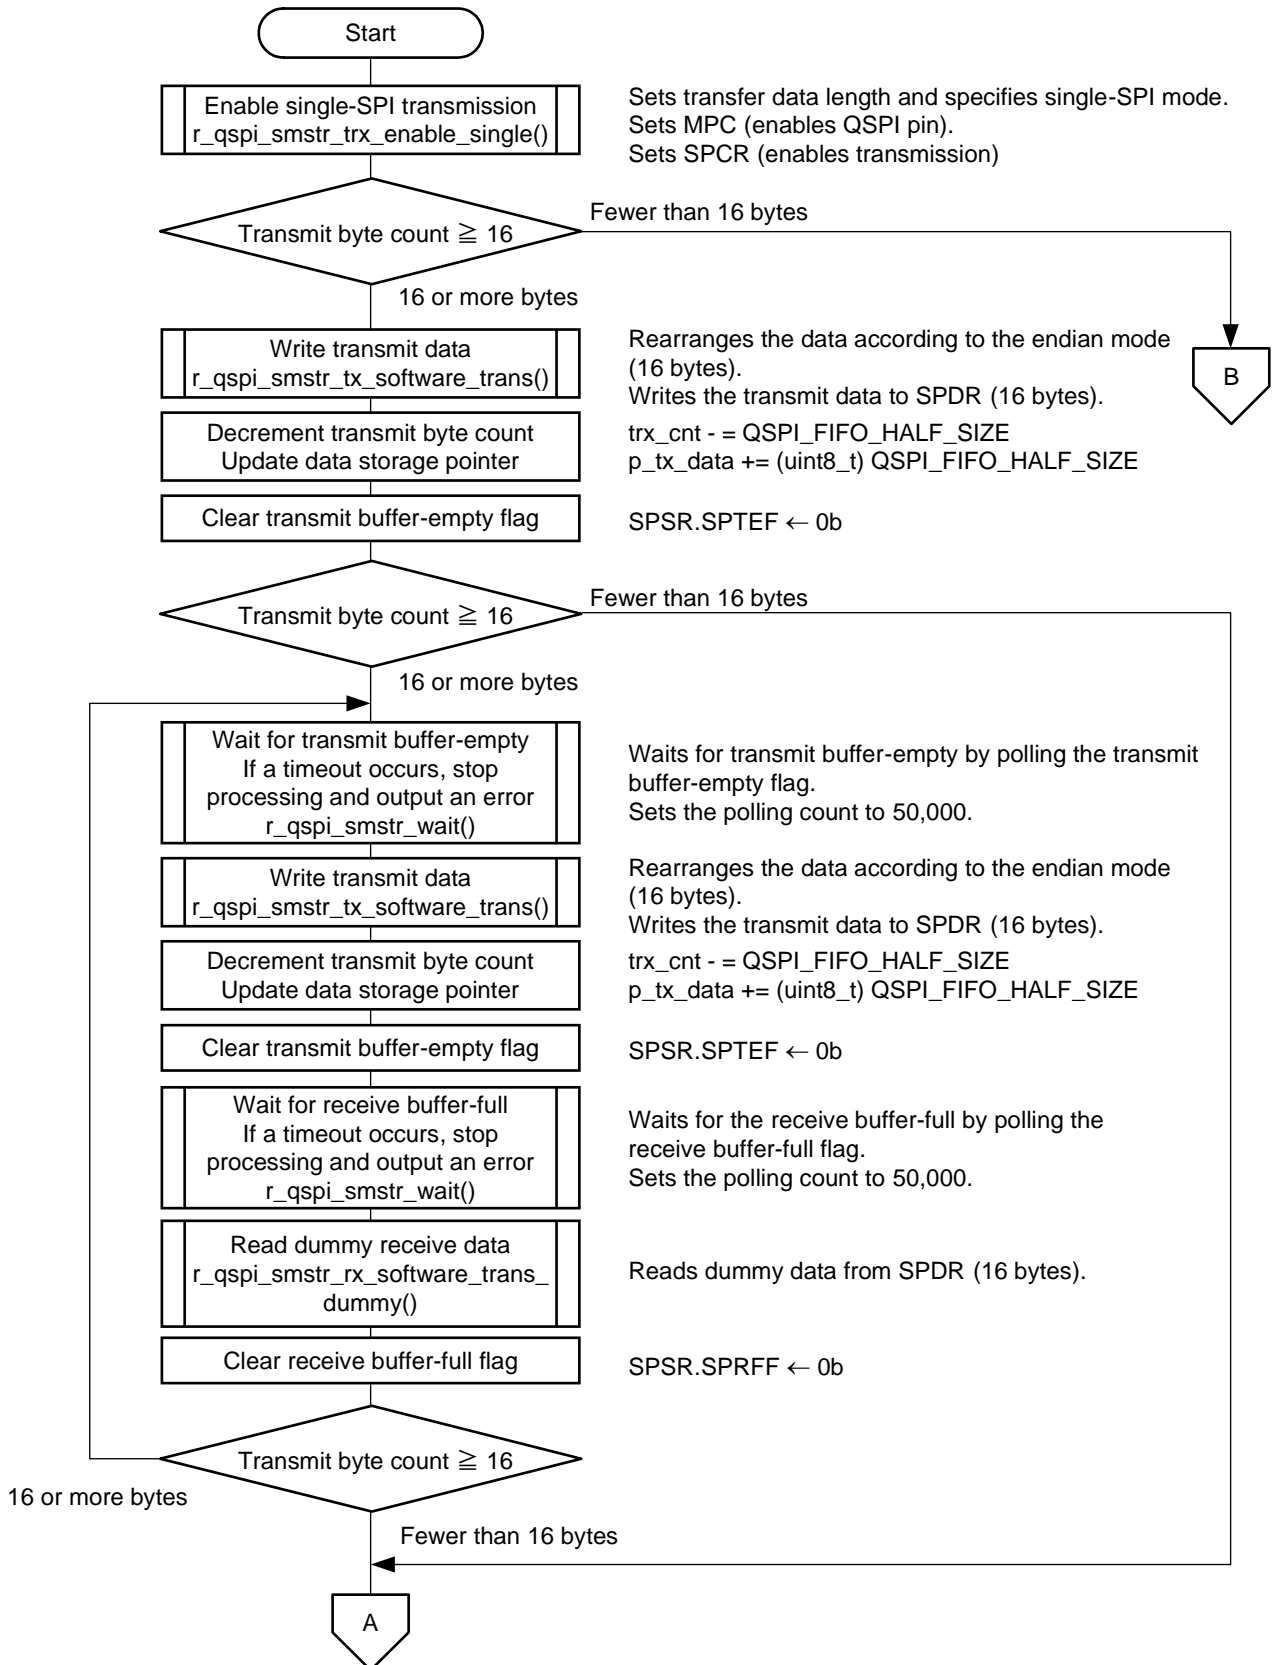 Start
Enable single-SPI transmission
r_qspi_smstr_trx_enable_single()
Sets transfer data length and specifies single-SPI mode.
Sets MPC (enables QSPI pin).
Sets SPCR (enables transmission)
Transmit byte count ≧ 16
Fewer than 16 bytes
16 or more bytes
B
Write transmit data
r_qspi_smstr_tx_software_trans()
Rearranges the data according to the endian mode
(16 bytes).
Writes the transmit data to SPDR (16 bytes).
Decrement transmit byte count
Update data storage pointer
trx_cnt - = QSPI_FIFO_HALF_SIZE
p_tx_data += (uint8_t) QSPI_FIFO_HALF_SIZE
Clear transmit buffer-empty flag
SPSR.SPTEF ← 0b
Transmit byte count ≧ 16
Fewer than 16 bytes
16 or more bytes
Wait for transmit buffer-empty
If a timeout occurs, stop
processing and output an error
r_qspi_smstr_wait()
Waits for transmit buffer-empty by polling the transmit
buffer-empty flag.
Sets the polling count to 50,000.
Write transmit data
r_qspi_smstr_tx_software_trans()
Rearranges the data according to the endian mode
(16 bytes).
Writes the transmit data to SPDR (16 bytes).
Decrement transmit byte count
Update data storage pointer
trx_cnt - = QSPI_FIFO_HALF_SIZE
p_tx_data += (uint8_t) QSPI_FIFO_HALF_SIZE
Clear transmit buffer-empty flag
SPSR.SPTEF ← 0b
Wait for receive buffer-full
If a timeout occurs, stop
processing and output an error
r_qspi_smstr_wait()
Waits for the receive buffer-full by polling the
receive buffer-full flag.
Sets the polling count to 50,000.
Read dummy receive data
r_qspi_smstr_rx_software_trans_
dummy()
Reads dummy data from SPDR (16 bytes).
Clear receive buffer-full flag
SPSR.SPRFF ← 0b
Transmit byte count ≧ 16
16 or more bytes
Fewer than 16 bytes
A